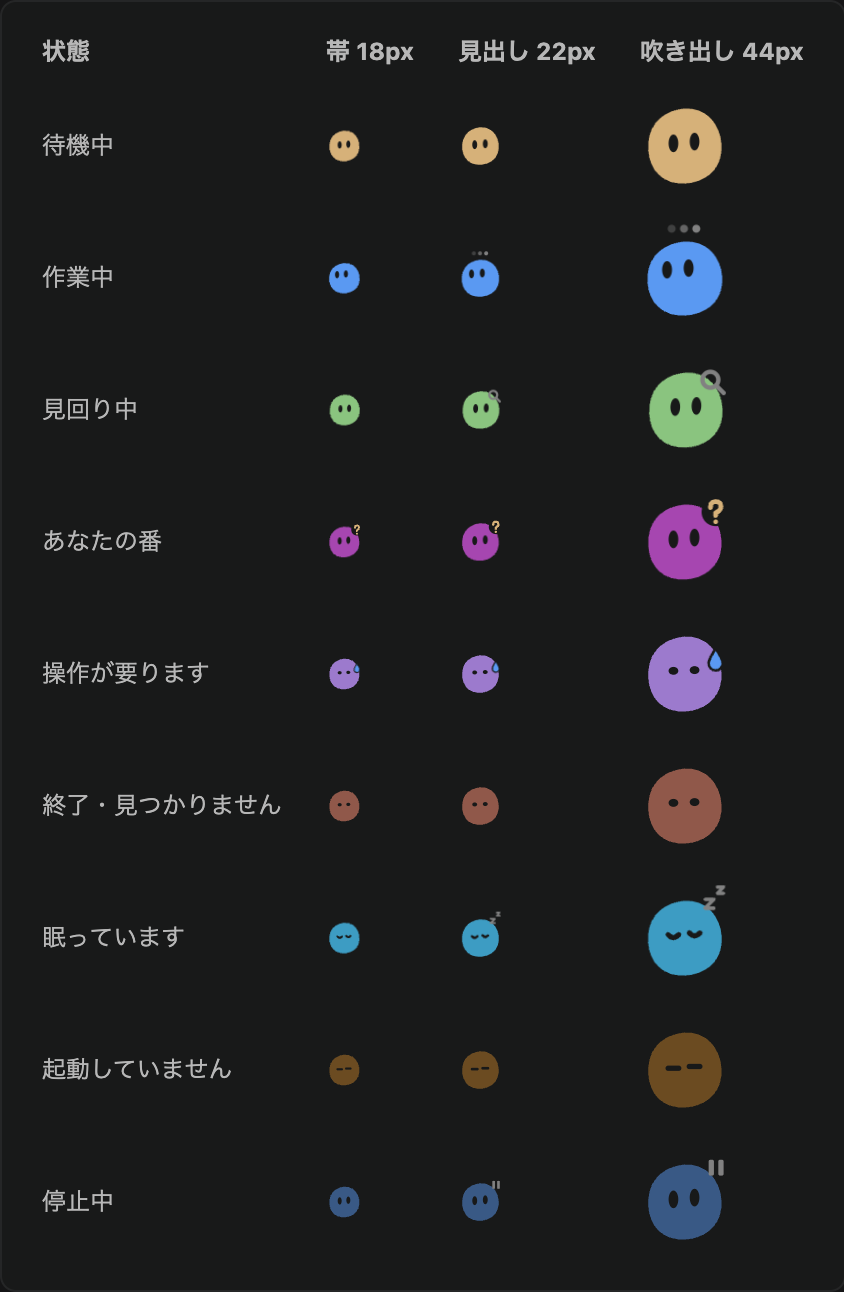 状態 帯 18px 見出し 22px 吹き出し 44px
待機中
作業中
見回り中
あなたの番 ? ? ?
操作が要ります
終了・見つかりません
眠っています z z z z
起動していません
停止中